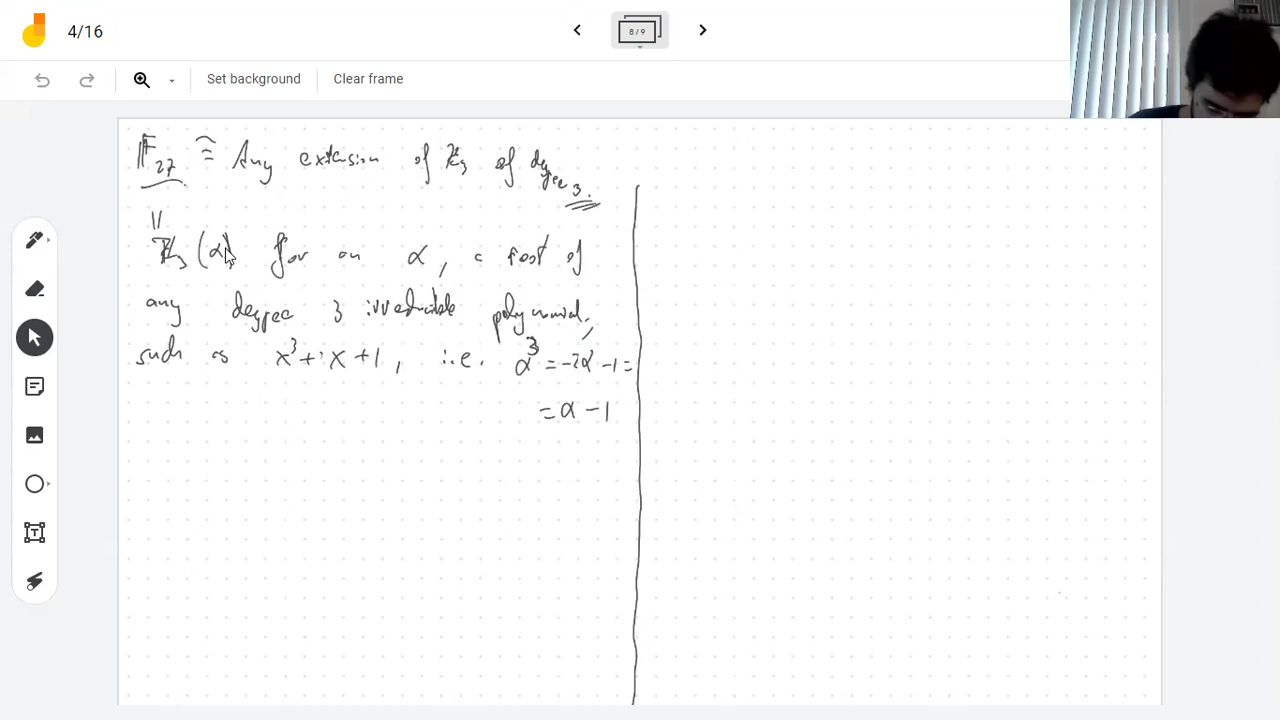 4/16
8 / 9
Set background
Clear frame
𝔽₂₇ ≅ Any extension of ℤ₃ of degree 3.
||
ℤ₃ (α) for an α, a root of
any degree 3 irreducible polynomial,
such as x³ + x + 1, i.e. α³ = -2α - 1 =
= α - 1
T